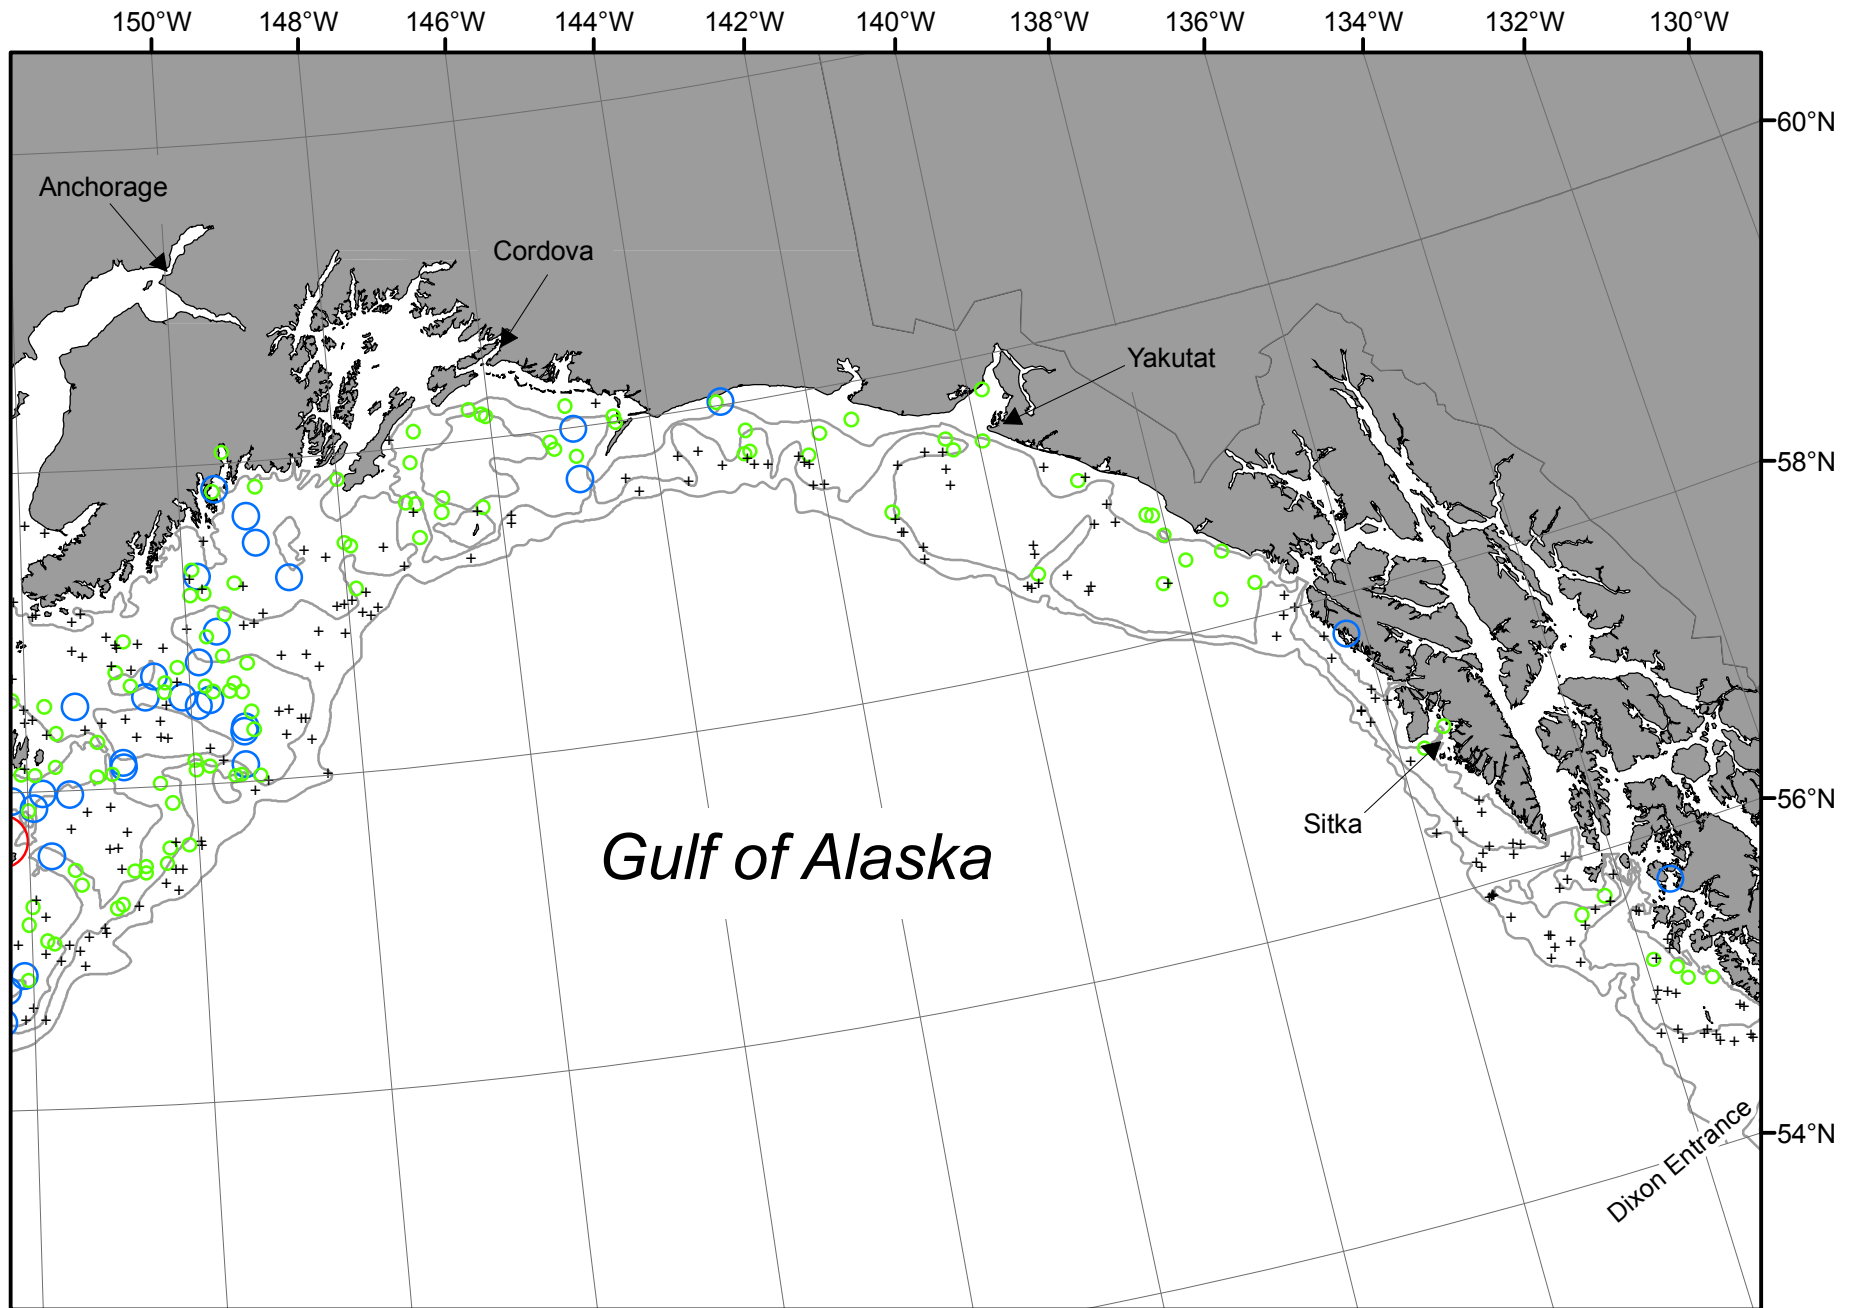 150°W 148°W 146°W 144°W 142°W 140°W 138°W 136°W 134°W 132°W 130°W
60°N
Anchorage
Cordova
Yakutat
58°N
56°N
Sitka
Gulf of Alaska
54°N
Dixon Entrance